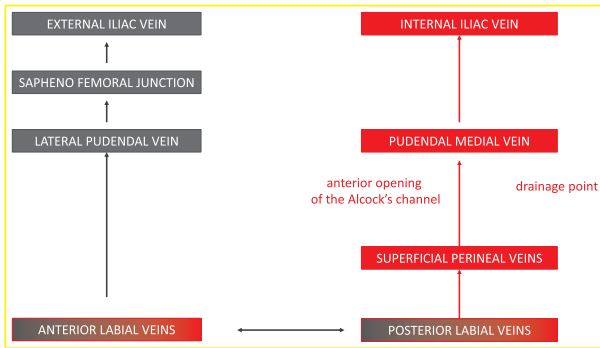 EXTERNAL ILIAC VEIN
INTERNAL ILIAC VEIN
SAPHENO FEMORAL JUNCTION
LATERAL PUDENDAL VEIN
PUDENDAL MEDIAL VEIN
anterior opening
of the Alcock's channel
drainage point
SUPERFICIAL PERINEAL VEINS
ANTERIOR LABIAL VEINS
POSTERIOR LABIAL VEINS